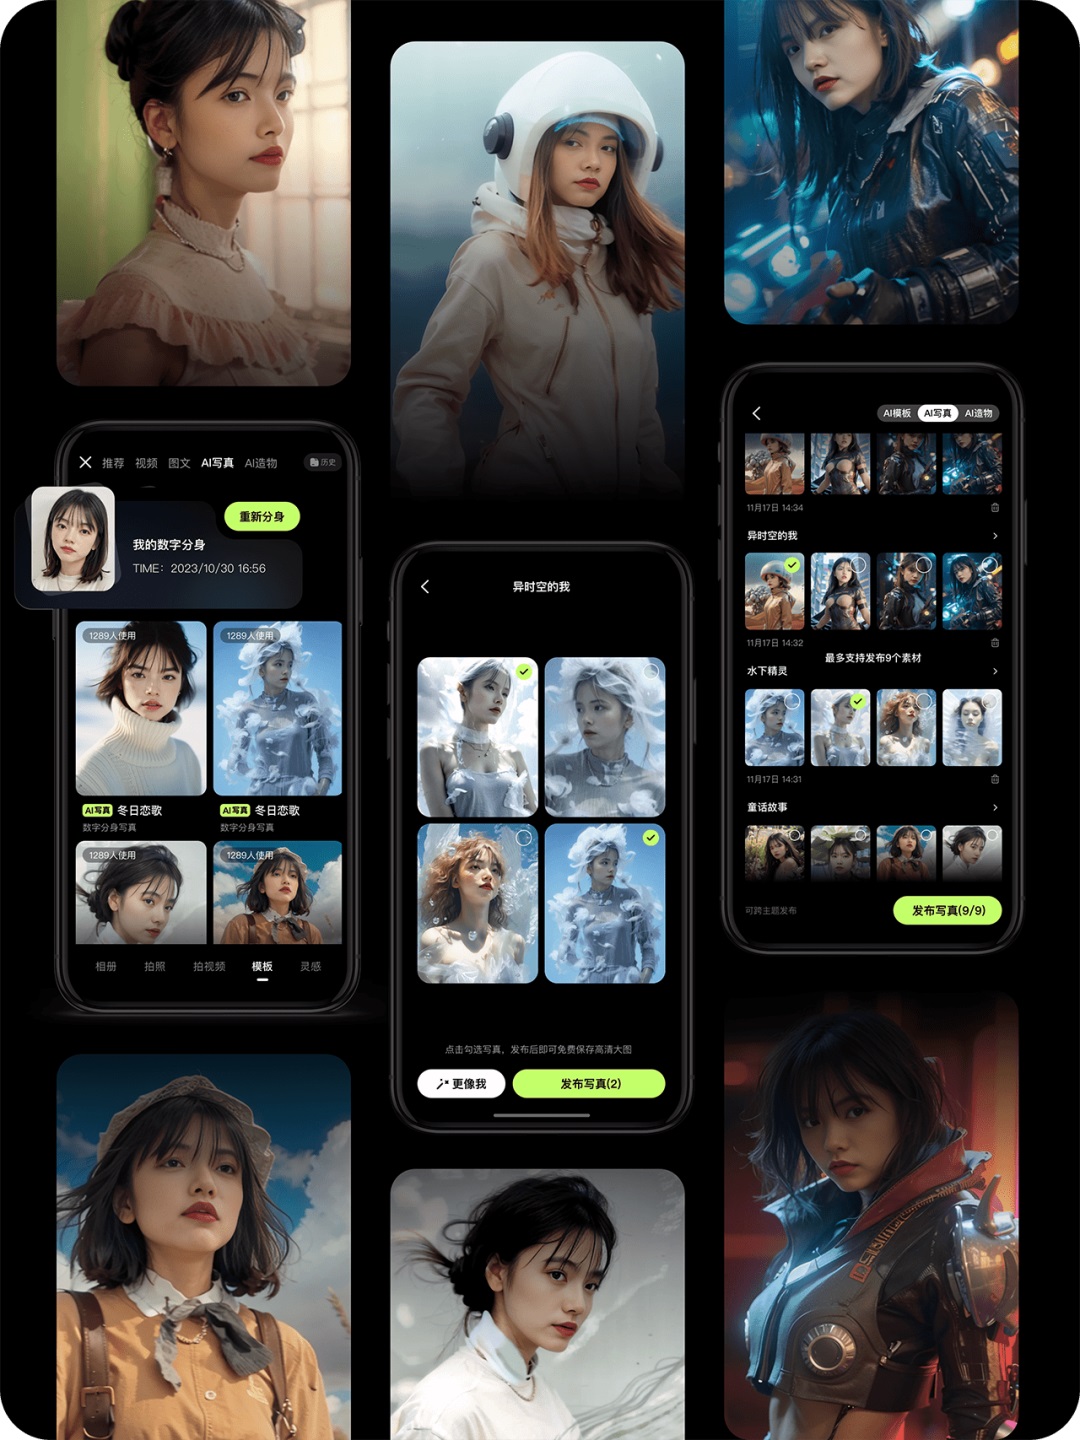 推荐 视频 图文 AI写真 AI造物 历史
重新分身
我的数字分身
TIME：2023/10/30 16:56
1289人使用
1289人使用
AI写真 冬日恋歌
数字分身写真
AI写真 冬日恋歌
数字分身写真
1289人使用
1289人使用
相册 拍照 拍视频 模板 灵感
异时空的我
点击勾选写真，发布后即可免费保存高清大图
更像我
发布写真(2)
AI模板 AI写真 AI造物
11月17日 14:34
异时空的我
11月17日 14:32
最多支持发布9个素材
水下精灵
11月17日 14:31
童话故事
可跨主题发布
发布写真(9/9)